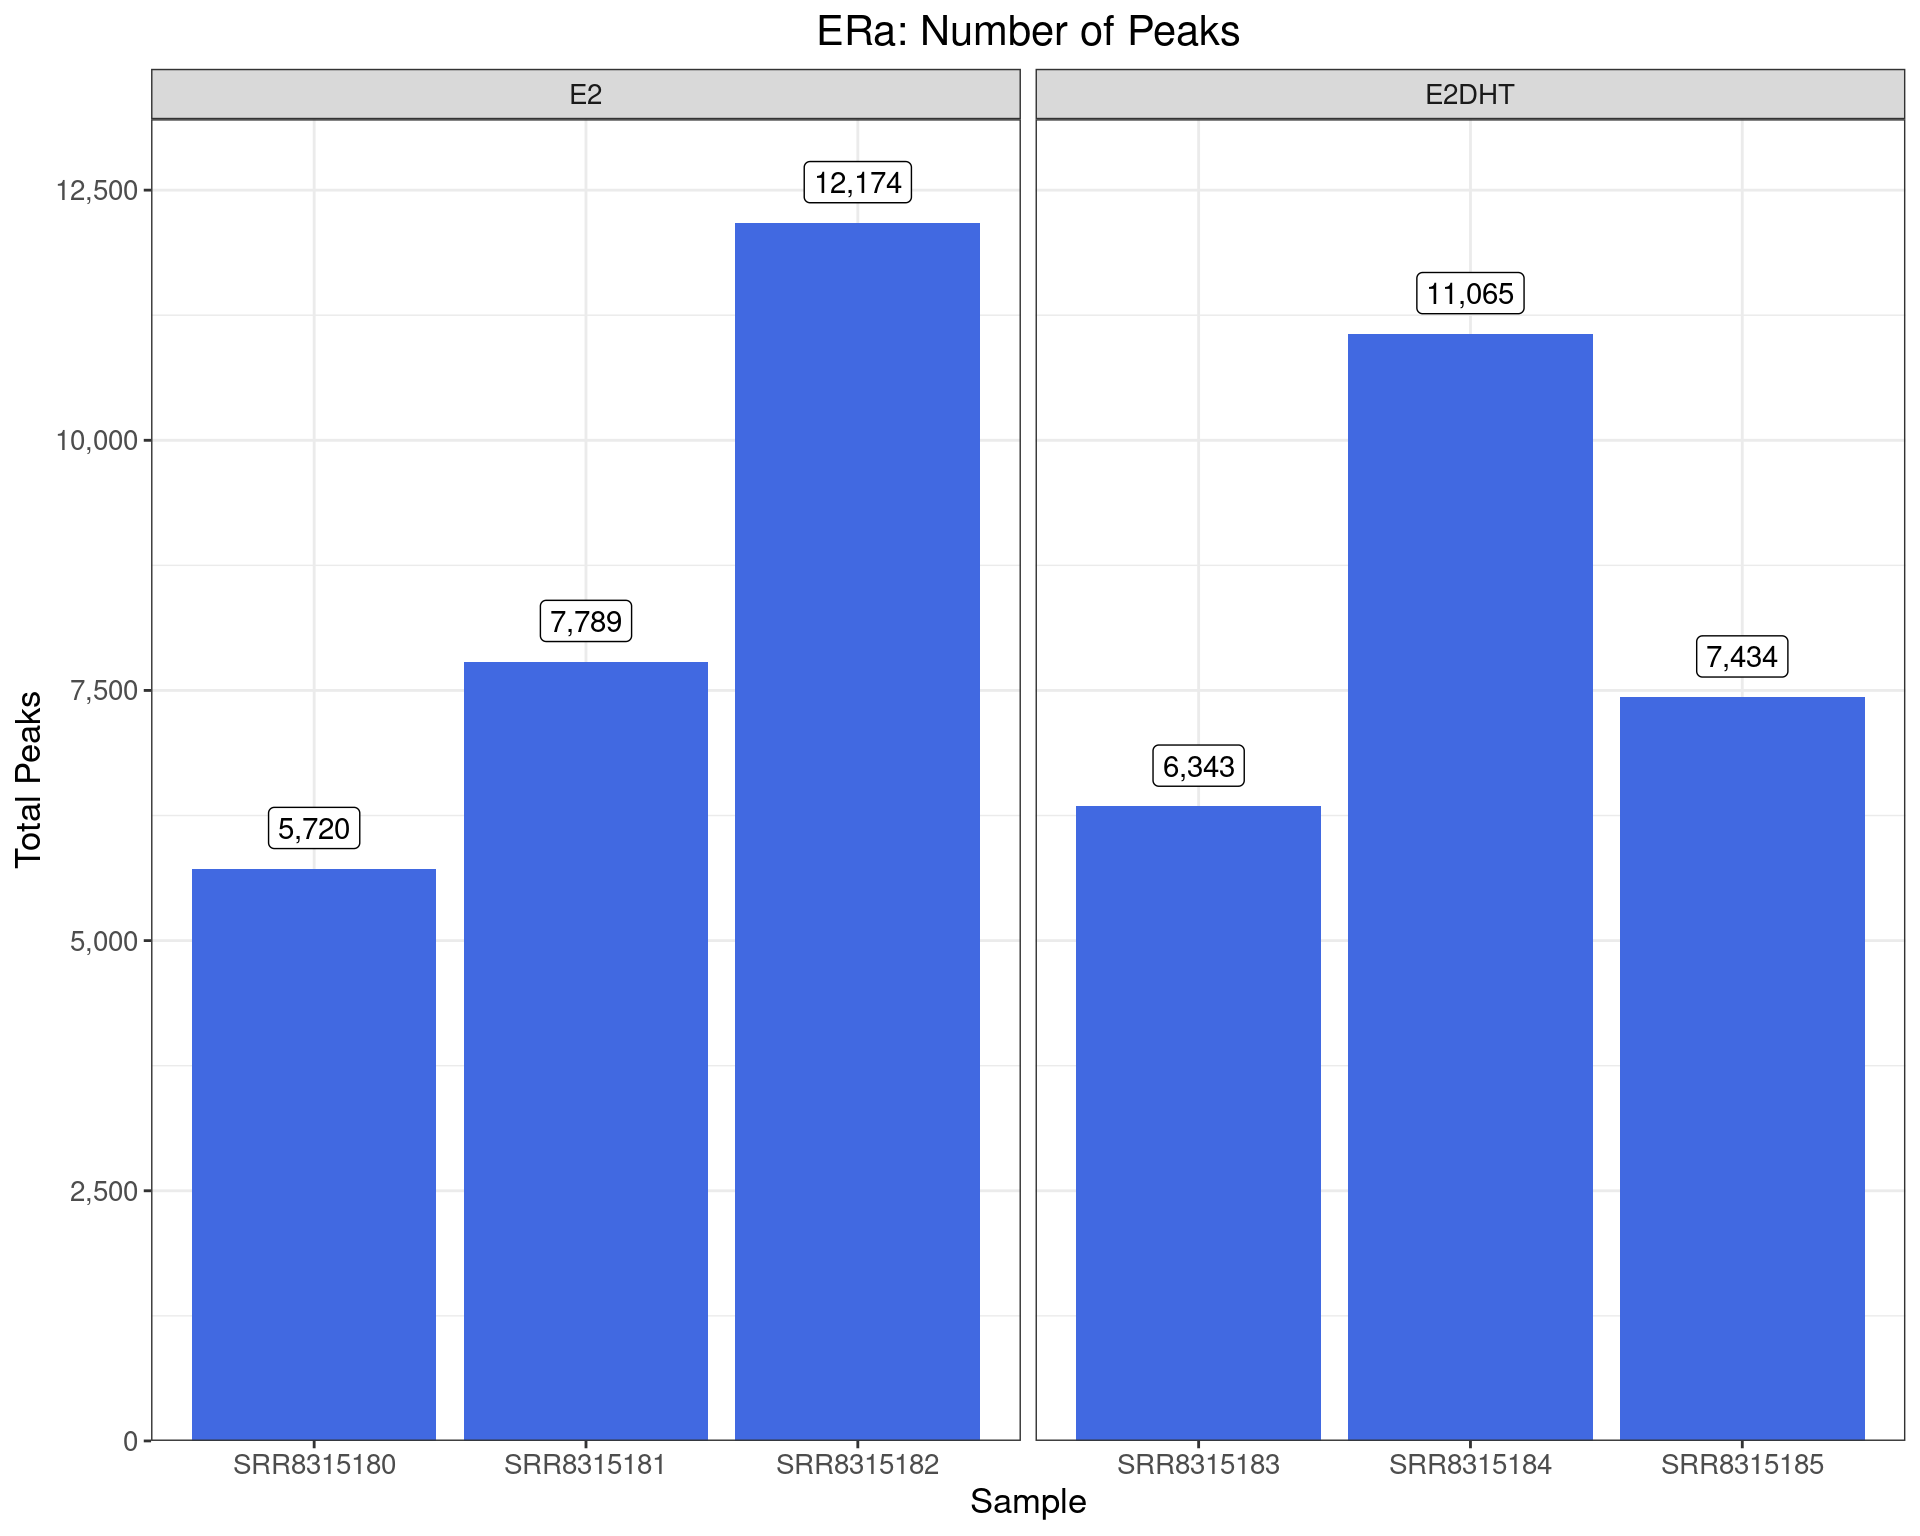 ERa: Number of Peaks
E2
E2DHT
12,500
10,000
7,500
5,000
2,500
0
Total Peaks
5,720
7,789
12,174
6,343
11,065
7,434
SRR8315180
SRR8315181
SRR8315182
SRR8315183
SRR8315184
SRR8315185
Sample